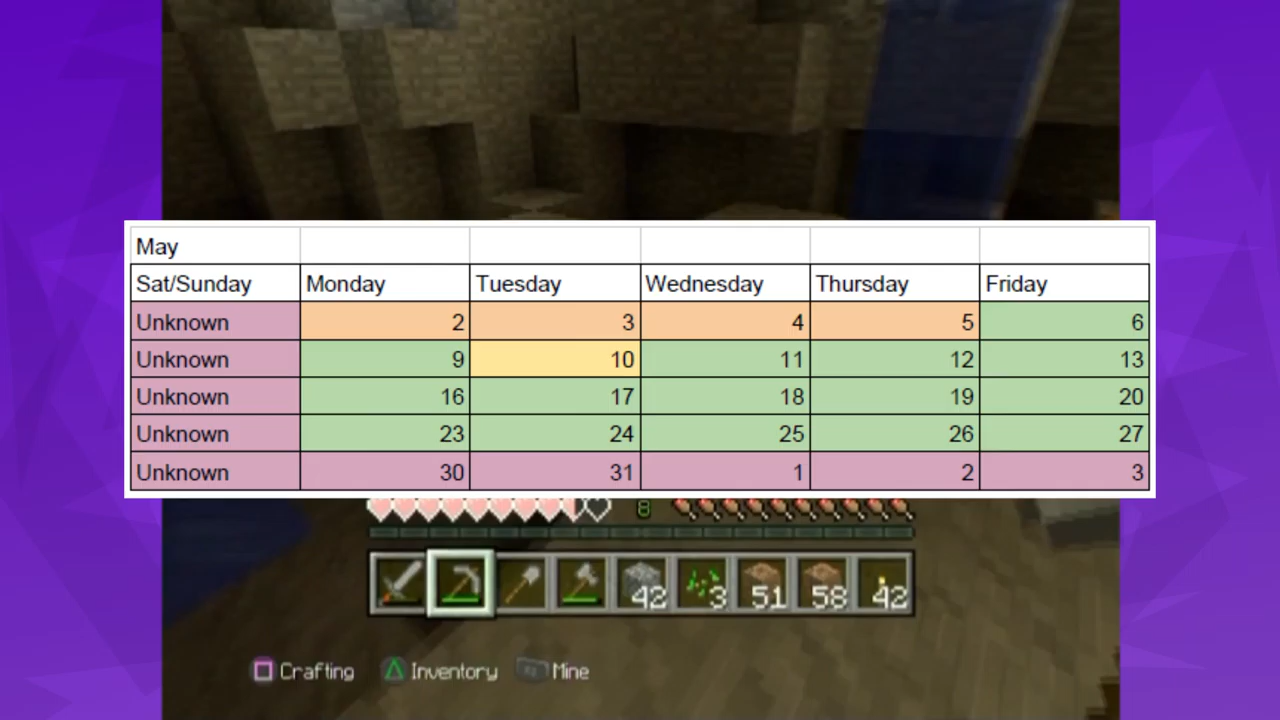 May
Sat/Sunday Monday Tuesday Wednesday Thursday Friday
Unknown 2 3 4 5 6
Unknown 9 10 11 12 13
Unknown 16 17 18 19 20
Unknown 23 24 25 26 27
Unknown 30 31 1 2 3
8
42 3 51 58 42
Crafting Inventory Mine